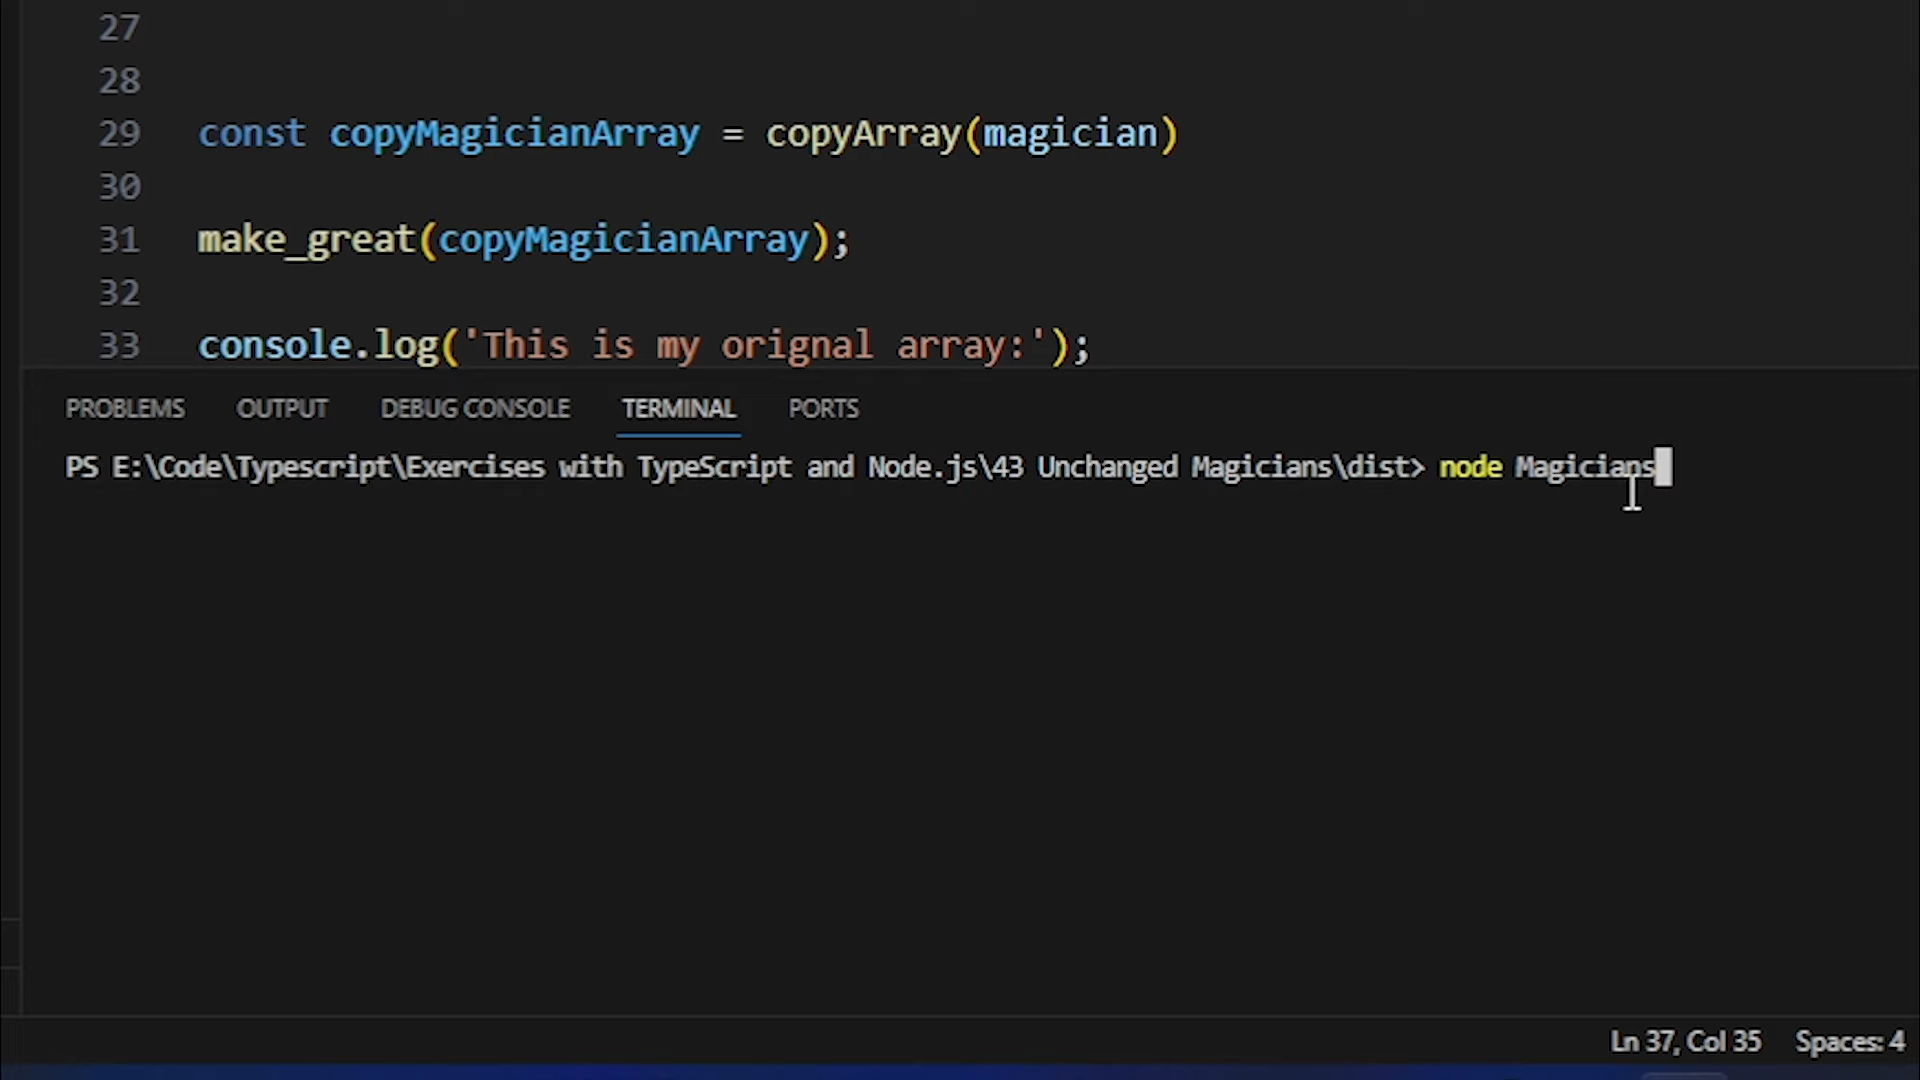 27
28
29 const copyMagicianArray = copyArray(magician)
30
31 make_great(copyMagicianArray);
32
33 console.log('This is my orignal array:');
PROBLEMS OUTPUT DEBUG CONSOLE TERMINAL PORTS
PS E:\Code\Typescript\Exercises with TypeScript and Node.js\43 Unchanged Magicians\dist> node Magicians
Ln 37, Col 35 Spaces: 4